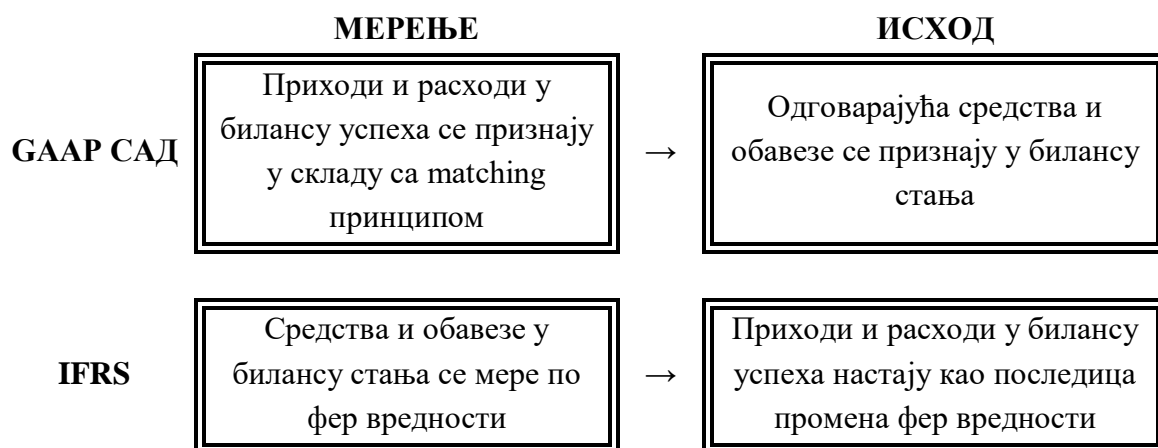 МЕРЕЊЕ ИСХОД
GAAP САД
Приходи и расходи у
билансу успеха се признају
у складу са matching
принципом
→
Одговарајућа средства и
обавезе се признају у билансу
стања
IFRS
Средства и обавезе у
билансу стања се мере по
фер вредности
→
Приходи и расходи у билансу
успеха настају као последица
промена фер вредности